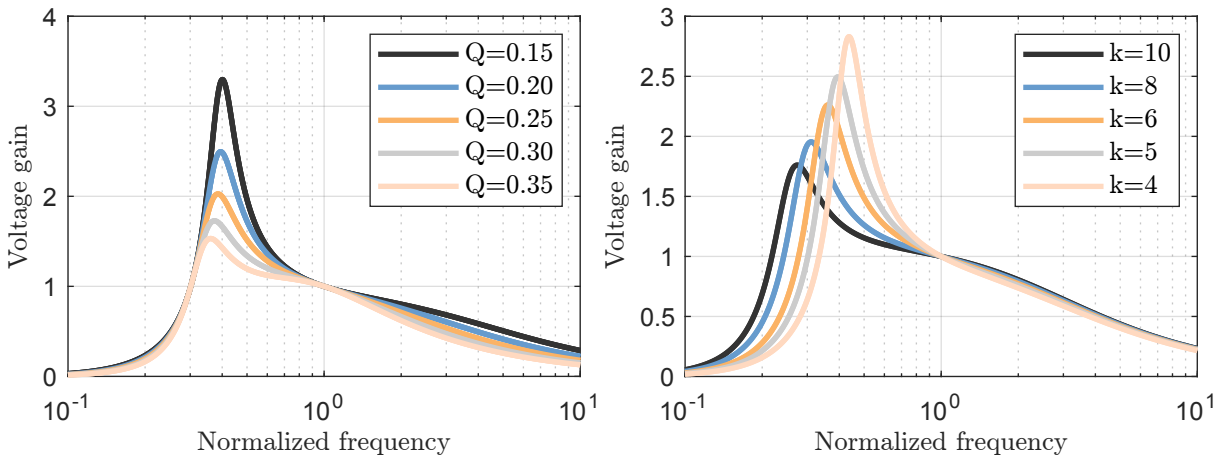 Voltage gain
4
3
2
1
0
Q=0.15
Q=0.20
Q=0.25
Q=0.30
Q=0.35
10^-1
10^0
10^1
Normalized frequency
Voltage gain
3
2.5
2
1.5
1
0.5
0
k=10
k=8
k=6
k=5
k=4
10^-1
10^0
10^1
Normalized frequency